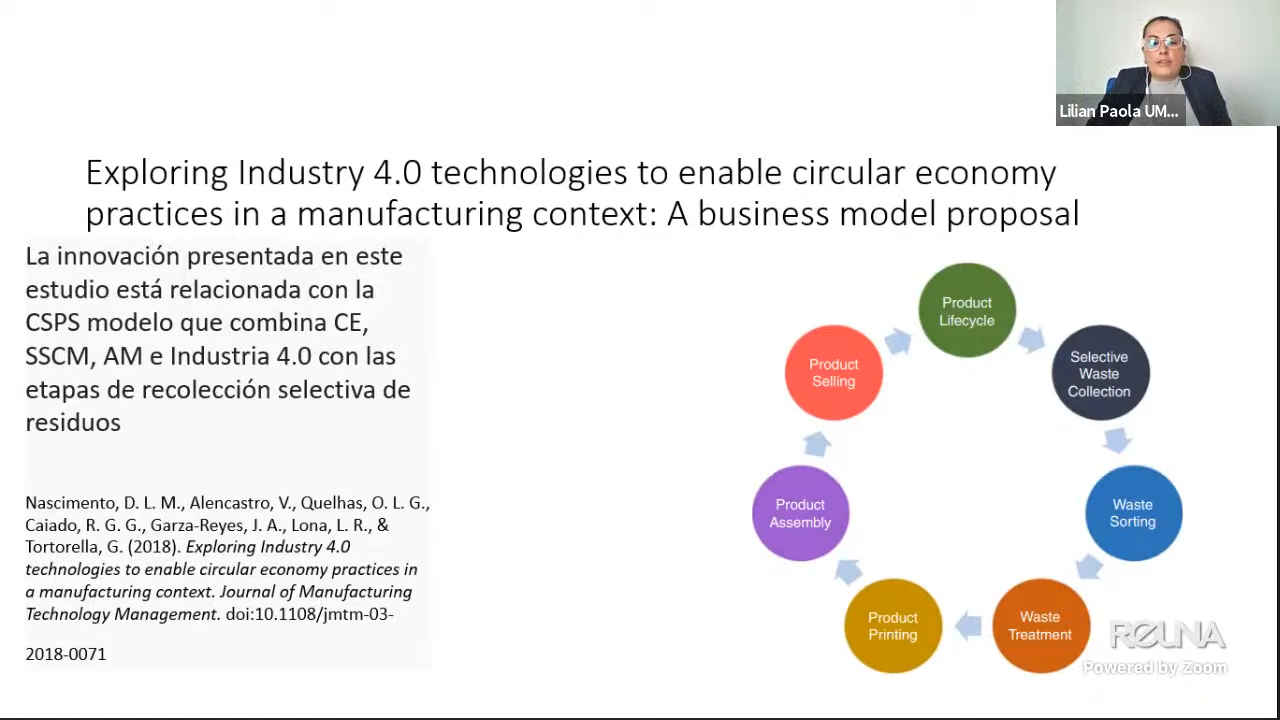 Lilian Paola UM...
Exploring Industry 4.0 technologies to enable circular economy
practices in a manufacturing context: A business model proposal
La innovación presentada en este
estudio está relacionada con la
CSPS modelo que combina CE,
SSCM, AM e Industria 4.0 con las
etapas de recolección selectiva de
residuos
Nascimento, D. L. M., Alencastro, V., Quelhas, O. L. G.,
Caiado, R. G. G., Garza-Reyes, J. A., Lona, L. R., &
Tortorella, G. (2018). Exploring Industry 4.0
technologies to enable circular economy practices in
a manufacturing context. Journal of Manufacturing
Technology Management. doi:10.1108/jmtm-03-
2018-0071
Product
Lifecycle
Selective
Waste
Collection
Waste
Sorting
Waste
Treatment
Product
Printing
Product
Assembly
Product
Selling
REUNA
Powered by Zoom